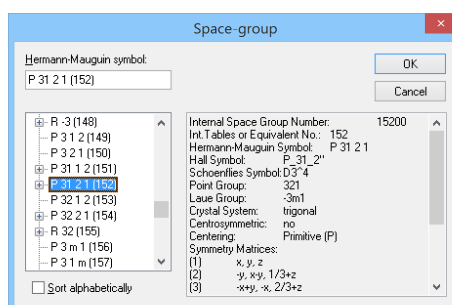 Space-group
Hermann-Mauguin symbol:
P 31 2 1 (152)
OK
Cancel
R -3 (148)
P 3 1 2 (149)
P 3 2 1 (150)
P 31 1 2 (151)
P 31 2 1 (152)
P 32 1 2 (153)
P 32 2 1 (154)
R 32 (155)
P 3 m 1 (156)
P 3 1 m (157)
Sort alphabetically
Internal Space Group Number: 15200
Int.Tables or Equivalent No.: 152
Hermann-Mauguin Symbol: P 31 2 1
Hall Symbol: P_31_2"
Schoenflies Symbol: D3^4
Point Group: 321
Laue Group: -3m1
Crystal System: trigonal
Centrosymmetric: no
Centering: Primitive (P)
Symmetry Matrices:
(1) x, y, z
(2) -y, x-y, 1/3+z
(3) -x+y, -x, 2/3+z